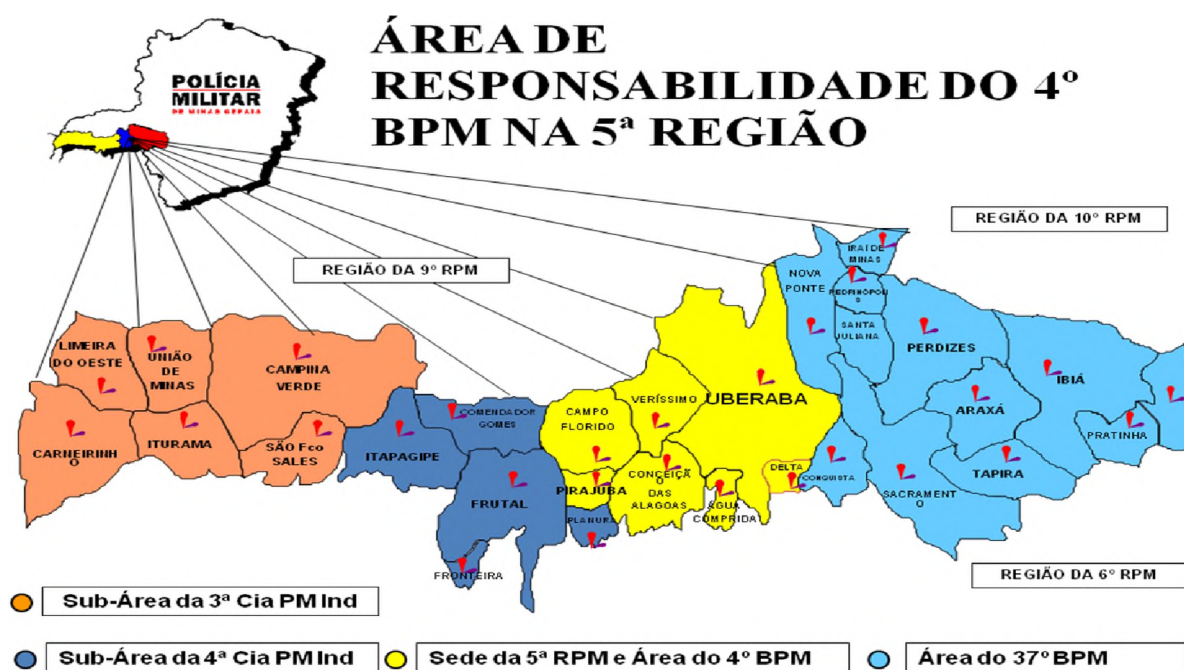 ÁREA DE
RESPONSABILIDADE DO 4º
BPM NA 5ª REGIÃO
POLÍCIA
MILITAR
DE MINAS GERAIS
REGIÃO DA 10º RPM
REGIÃO DA 9º RPM
IRAÍ DE
MINAS
NOVA
PONTE
PEDRINÓPOLI
S
SANTA
JULIANA
PERDIZES
IBIÁ
ARAXÁ
PRATINHA
TAPIRA
SACRAMENT
O
CONQUISTA
LIMEIRA
DO OESTE
UNIÃO
DE
MINAS
CAMPINA
VERDE
CARNEIRINH
O
ITURAMA
SÃO Fco
SALES
ITAPAGIPE
COMENDADOR
GOMES
FRUTAL
FRONTEIRA
PLANURA
CAMPO
FLORIDO
PIRAJUBA
VERÍSSIMO
UBERABA
CONCEIÇÃ
O
DAS
ALAGOAS
ÁGUA
COMPRIDA
DELTA
REGIÃO DA 6º RPM
Sub-Área da 3ª Cia PM Ind
Sub-Área da 4ª Cia PM Ind
Sede da 5ª RPM e Área do 4º BPM
Área do 37º BPM